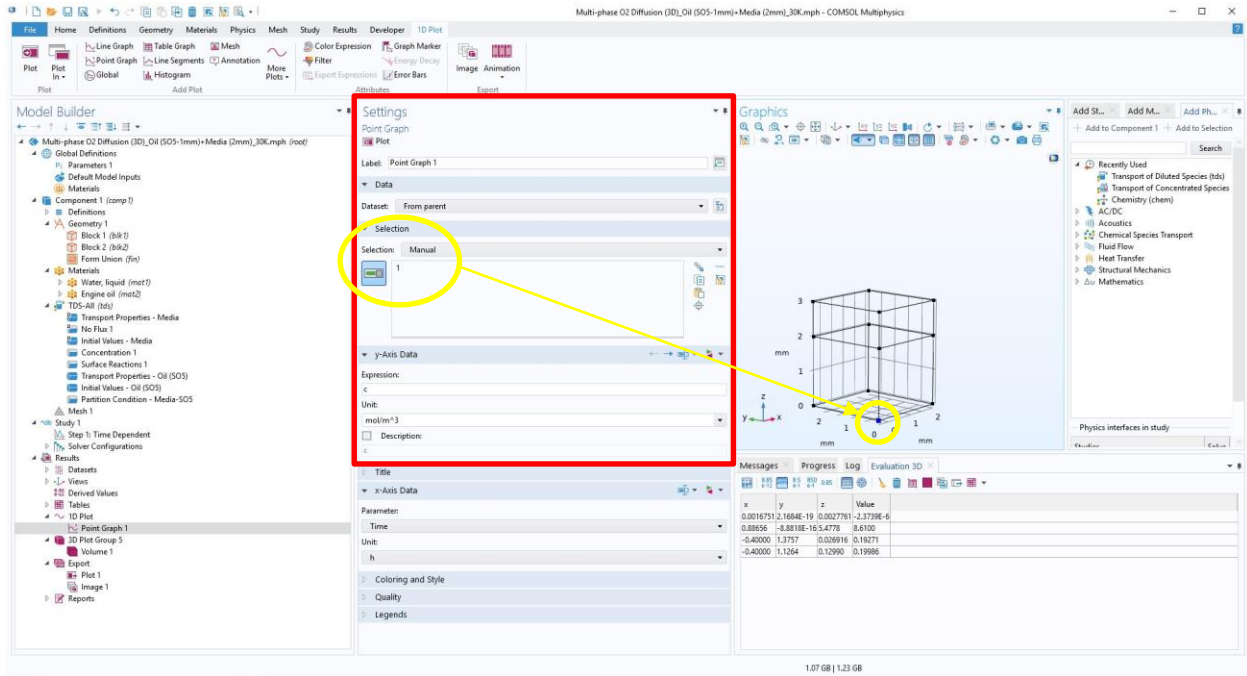 Multi-phase O2 Diffusion (3D)_Oil (SO5-1mm)+Media (2mm)_30K.mph - COMSOL Multiphysics
File Home Definitions Geometry Materials Physics Mesh Study Results Developer 1D Plot
Plot
Plot In
Line Graph Table Graph Mesh
Point Graph Line Segments Annotation
Global Histogram
More Plots
Color Expression Graph Marker
Filter Energy Decay
Export Expressions Error Bars
Image Animation
Plot Add Plot Attributes Export
Model Builder
Multi-phase O2 Diffusion (3D)_Oil (SO5-1mm)+Media (2mm)_30K.mph (root)
Global Definitions
Parameters 1
Default Model Inputs
Materials
Component 1 (comp1)
Definitions
Geometry 1
Block 1 (blk1)
Block 2 (blk2)
Form Union (fin)
Materials
Water, liquid (mat1)
Engine oil (mat2)
TDS-All (tds)
Transport Properties - Media
No Flux 1
Initial Values - Media
Concentration 1
Surface Reactions 1
Transport Properties - Oil (SO5)
Initial Values - Oil (SO5)
Partition Condition - Media-SO5
Mesh 1
Study 1
Step 1: Time Dependent
Solver Configurations
Results
Datasets
Views
Derived Values
Tables
1D Plot
Point Graph 1
3D Plot Group 5
Volume 1
Export
Plot 1
Image 1
Reports
Settings
Point Graph
Plot
Label: Point Graph 1
Data
Dataset: From parent
Selection
Selection: Manual
1
y-Axis Data
Expression:
c
Unit:
mol/m^3
Description:
c
Title
x-Axis Data
Parameter:
Time
Unit:
h
Coloring and Style
Quality
Legends
Graphics
3
2
mm
1
0
z
y x
2
1
0
1
2
mm
mm
Messages Progress Log Evaluation 3D
8.85 e-12 8.5 e-1 850 e-3 0.85
x y z Value
0.0016751 2.1684E-19 0.0027761 -2.3739E-6
0.88656 -8.8818E-16 5.4778 8.6100
-0.40000 1.3757 0.026916 0.19271
-0.40000 1.1264 0.12990 0.19986
Add St... Add M... Add Ph...
Add to Component 1 Add to Selection
Search
Recently Used
Transport of Diluted Species (tds)
Transport of Concentrated Species
Chemistry (chem)
AC/DC
Acoustics
Chemical Species Transport
Fluid Flow
Heat Transfer
Structural Mechanics
Δu Mathematics
Physics interfaces in study
Studies Solve
1.07 GB | 1.23 GB